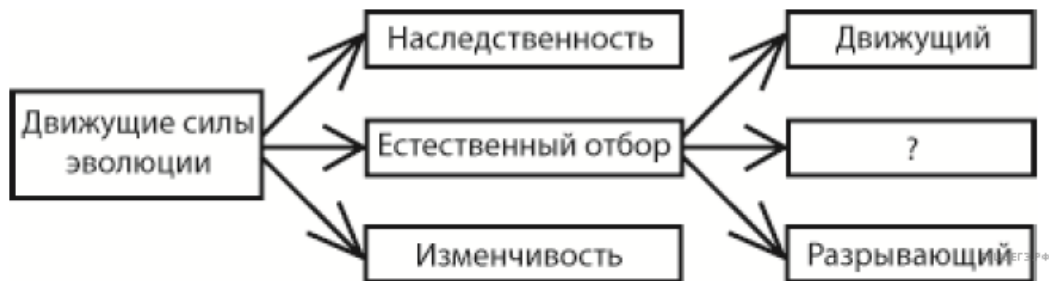 Наследственность
Движущий
Движущие силы
эволюции
Естественный отбор
?
Изменчивость
Разрывающий